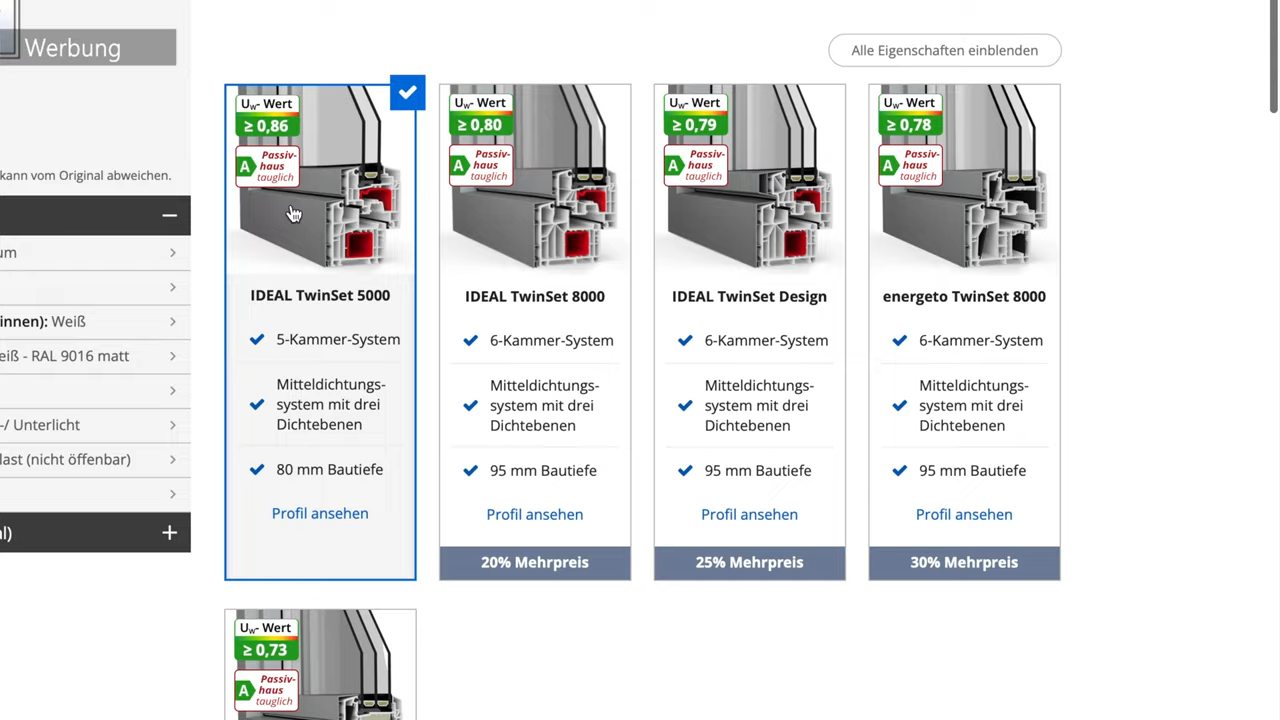 Werbung
kann vom Original abweichen.
um
innen): Weiß
eiß - RAL 9016 matt
-/ Unterlicht
last (nicht öffenbar)
l)
Alle Eigenschaften einblenden
Uw- Wert
≥ 0,86
A Passiv-
haus
tauglich
IDEAL TwinSet 5000
5-Kammer-System
Mitteldichtungs-
system mit drei
Dichtebenen
80 mm Bautiefe
Profil ansehen
Uw- Wert
≥ 0,80
A Passiv-
haus
tauglich
IDEAL TwinSet 8000
6-Kammer-System
Mitteldichtungs-
system mit drei
Dichtebenen
95 mm Bautiefe
Profil ansehen
20% Mehrpreis
Uw- Wert
≥ 0,79
A Passiv-
haus
tauglich
IDEAL TwinSet Design
6-Kammer-System
Mitteldichtungs-
system mit drei
Dichtebenen
95 mm Bautiefe
Profil ansehen
25% Mehrpreis
Uw- Wert
≥ 0,78
A Passiv-
haus
tauglich
energeto TwinSet 8000
6-Kammer-System
Mitteldichtungs-
system mit drei
Dichtebenen
95 mm Bautiefe
Profil ansehen
30% Mehrpreis
Uw- Wert
≥ 0,73
A Passiv-
haus
tauglich